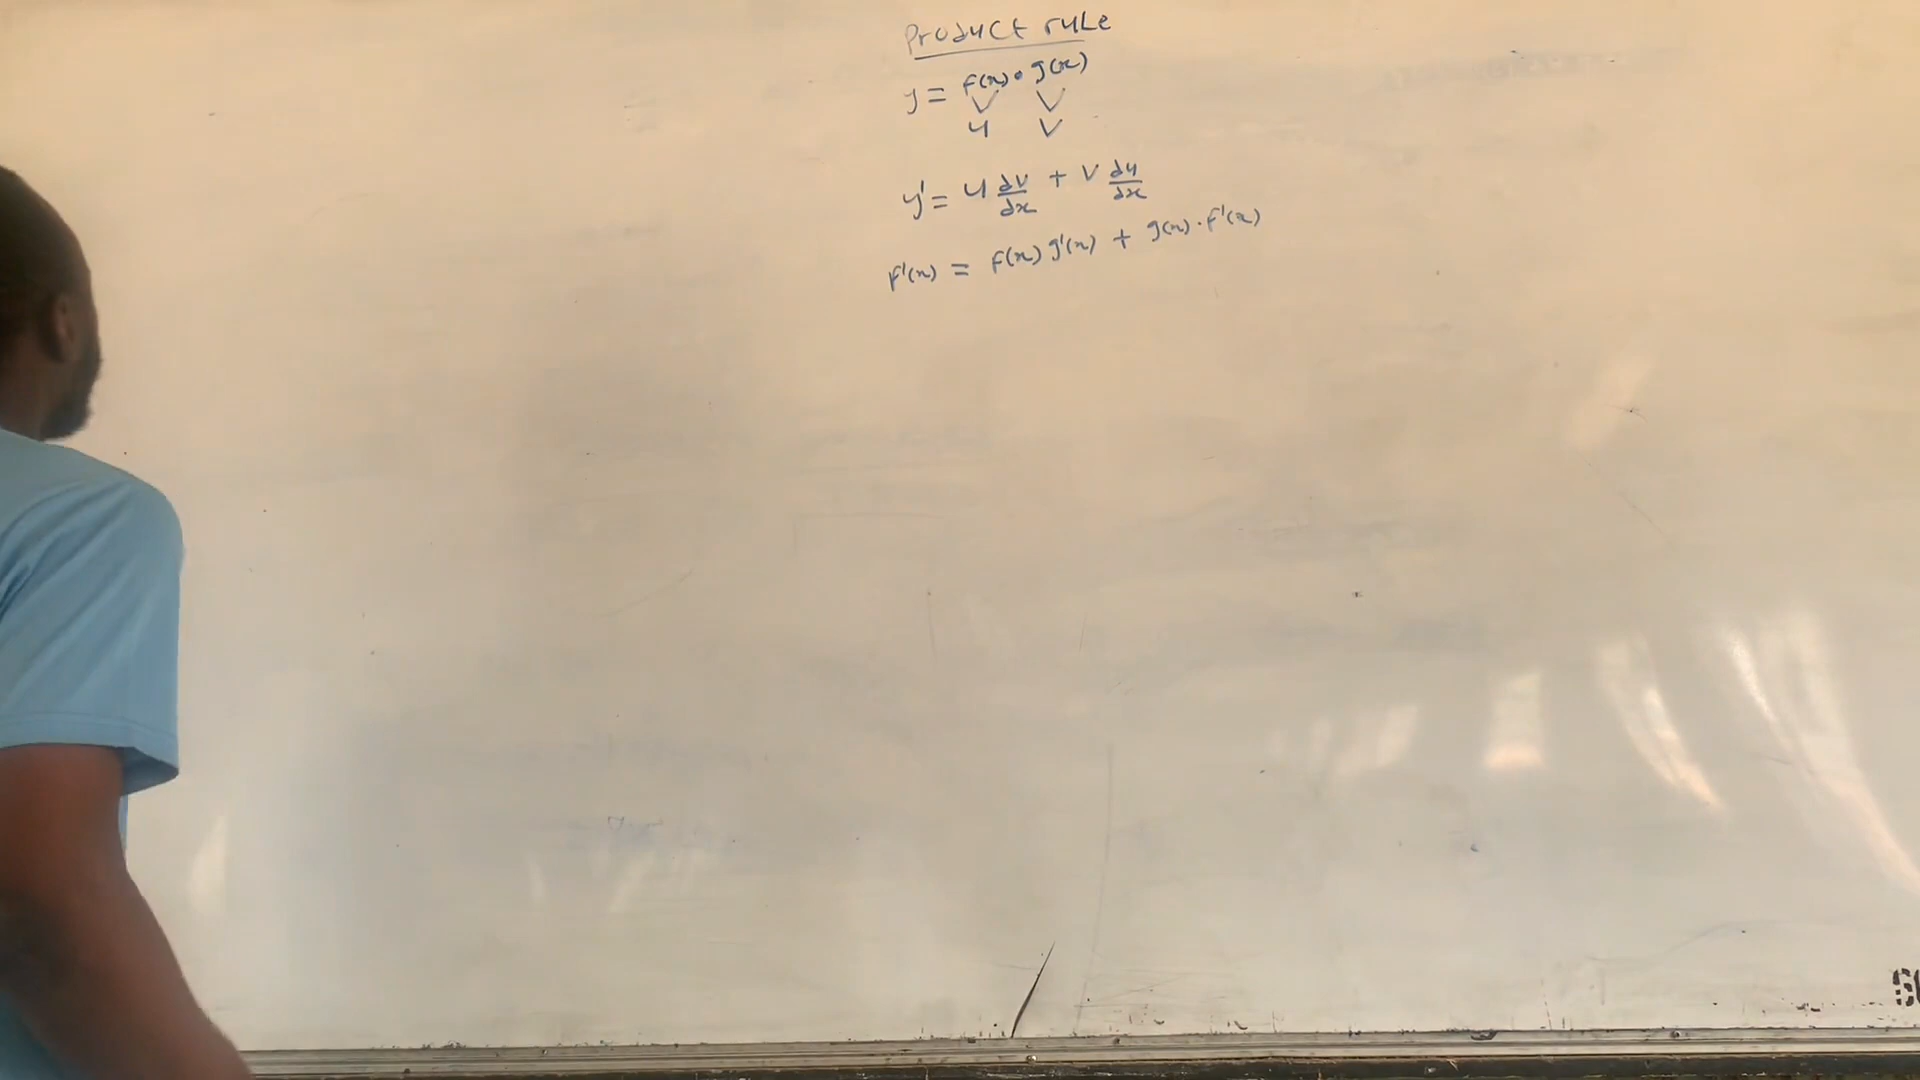 Product rule
y = f(x) • g(x)
u v
y' = u dv/dx + v du/dx
F'(x) = f(x) g'(x) + g(x) · f'(x)